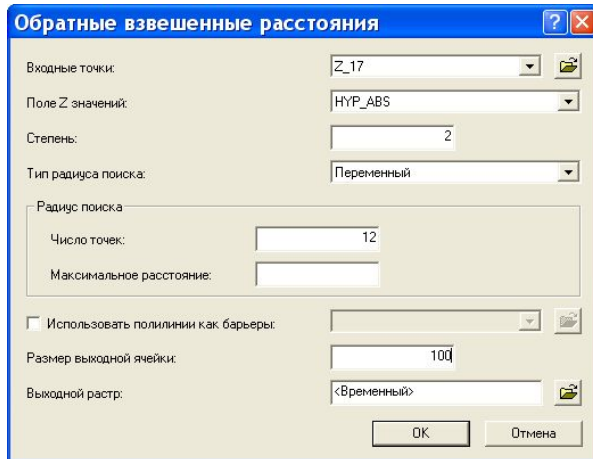 Обратные взвешенные расстояния
Входные точки: Z_17
Поле Z значений: HYP_ABS
Степень: 2
Тип радиуса поиска: Переменный
Радиус поиска
Число точек: 12
Максимальное расстояние:
Использовать полилинии как барьеры:
Размер выходной ячейки: 100
Выходной растр: <Временный>
OK Отмена